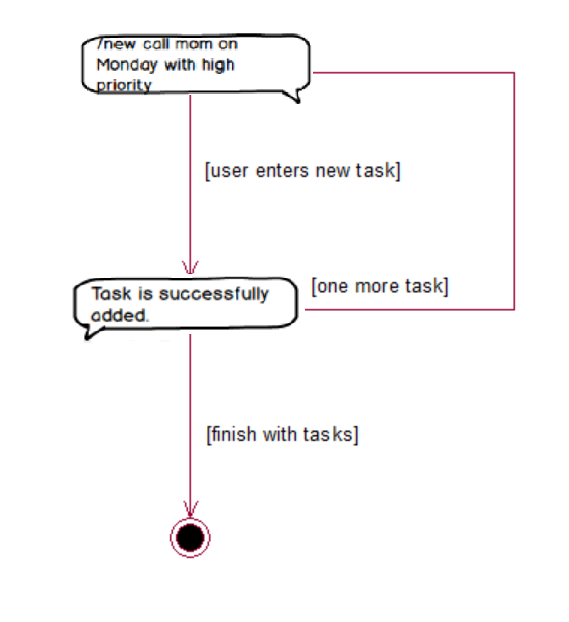 /new call mom on
Monday with high
priority
[user enters new task]
[one more task]
Task is successfully
added.
[finish with tasks]